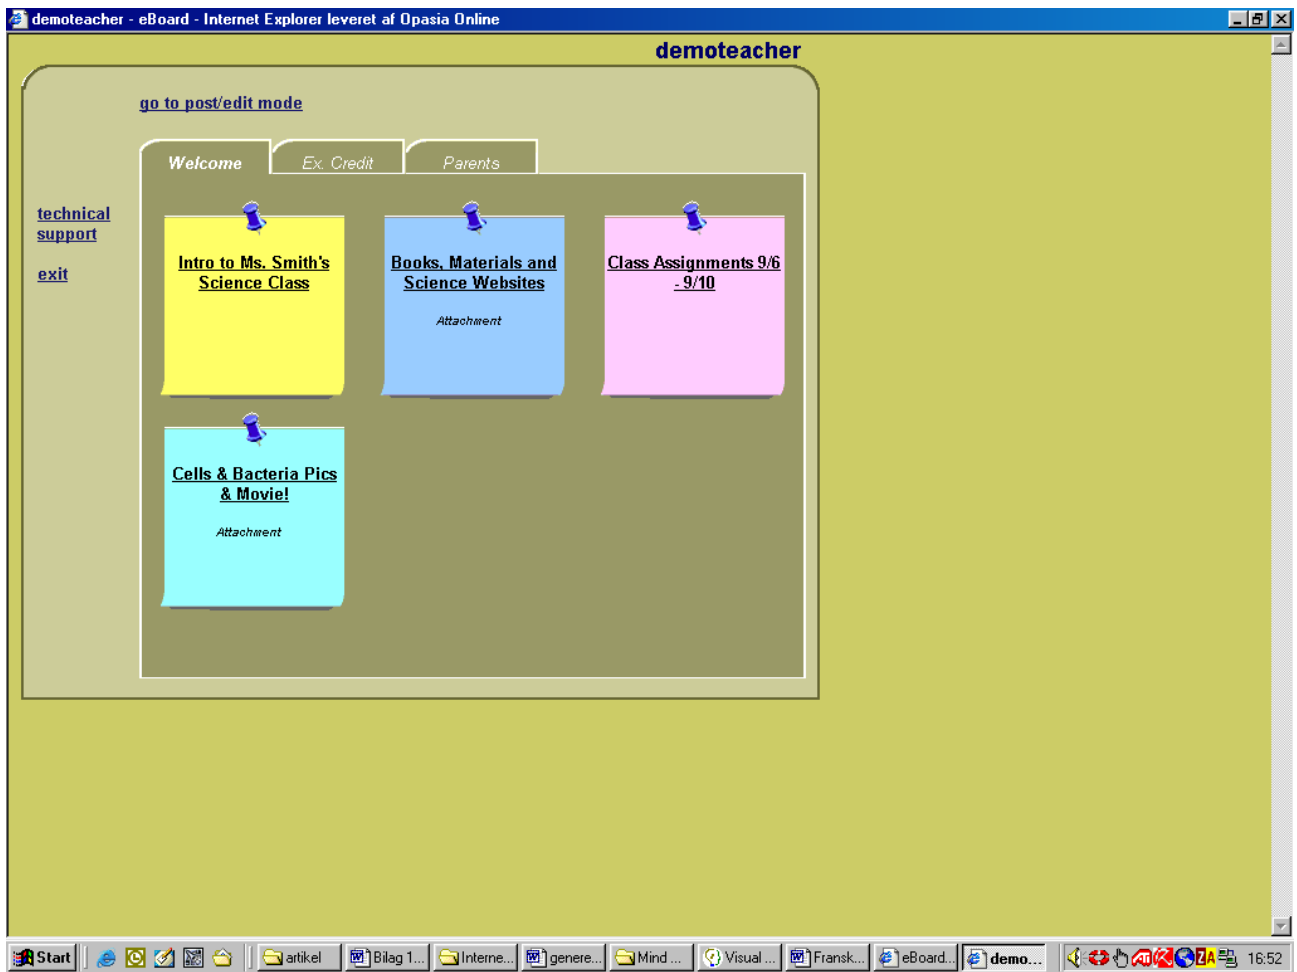 demoteacher - eBoard - Internet Explorer leveret af Opasia Online
demoteacher
go to post/edit mode
Welcome
Ex. Credit
Parents
technical
support
exit
Intro to Ms. Smith's
Science Class
Books, Materials and
Science Websites
Attachment
Class Assignments 9/6
- 9/10
Cells & Bacteria Pics
& Movie!
Attachment
Start
artikel
Bilag 1...
Interne...
genere...
Mind ...
Visual ...
Fransk...
eBoard...
demo...
16:52